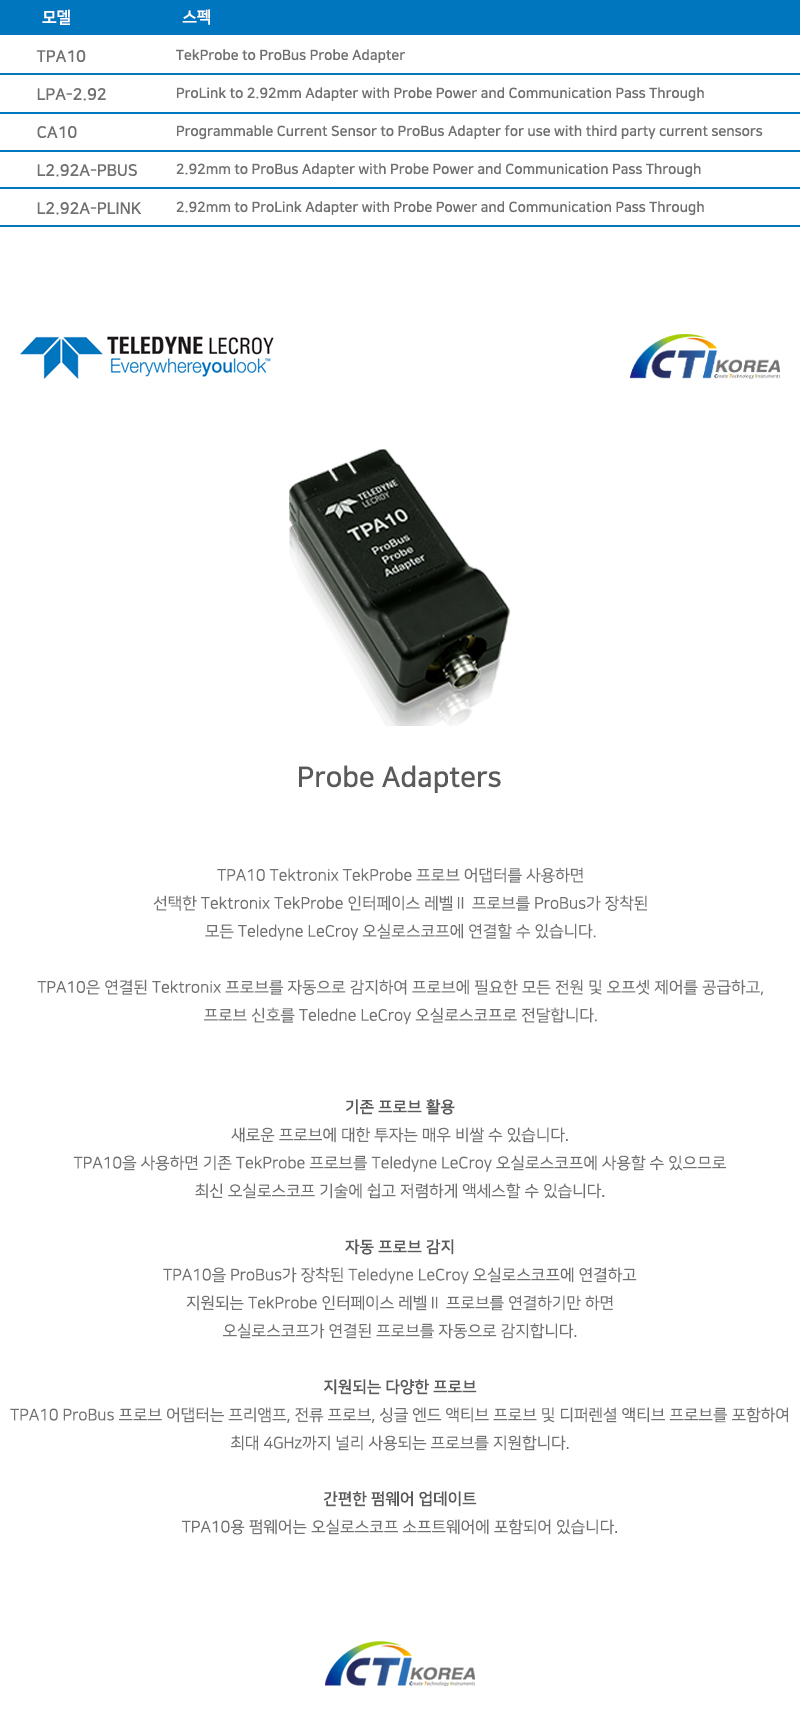 모델 스펙
TPA10 TekProbe to ProBus Probe Adapter
LPA-2.92 ProLink to 2.92mm Adapter with Probe Power and Communication Pass Through
CA10 Programmable Current Sensor to ProBus Adapter for use with third party current sensors
L2.92A-PBUS 2.92mm to ProBus Adapter with Probe Power and Communication Pass Through
L2.92A-PLINK 2.92mm to ProLink Adapter with Probe Power and Communication Pass Through
TELEDYNE LECROY
Everywhereyoulook™
CTI KOREA
Create Technology Instruments
TELEDYNE
LECROY
TPA10
ProBus
Probe
Adapter
Probe Adapters
TPA10 Tektronix TekProbe 프로브 어댑터를 사용하면
선택한 Tektronix TekProbe 인터페이스 레벨Ⅱ 프로브를 ProBus가 장착된
모든 Teledyne LeCroy 오실로스코프에 연결할 수 있습니다.
TPA10은 연결된 Tektronix 프로브를 자동으로 감지하여 프로브에 필요한 모든 전원 및 오프셋 제어를 공급하고,
프로브 신호를 Teledne LeCroy 오실로스코프로 전달합니다.
기존 프로브 활용
새로운 프로브에 대한 투자는 매우 비쌀 수 있습니다.
TPA10을 사용하면 기존 TekProbe 프로브를 Teledyne LeCroy 오실로스코프에 사용할 수 있으므로
최신 오실로스코프 기술에 쉽고 저렴하게 액세스할 수 있습니다.
자동 프로브 감지
TPA10을 ProBus가 장착된 Teledyne LeCroy 오실로스코프에 연결하고
지원되는 TekProbe 인터페이스 레벨Ⅱ 프로브를 연결하기만 하면
오실로스코프가 연결된 프로브를 자동으로 감지합니다.
지원되는 다양한 프로브
TPA10 ProBus 프로브 어댑터는 프리앰프, 전류 프로브, 싱글 엔드 액티브 프로브 및 디퍼렌셜 액티브 프로브를 포함하여
최대 4GHz까지 널리 사용되는 프로브를 지원합니다.
간편한 펌웨어 업데이트
TPA10용 펌웨어는 오실로스코프 소프트웨어에 포함되어 있습니다.
CTI KOREA
Create Technology Instruments